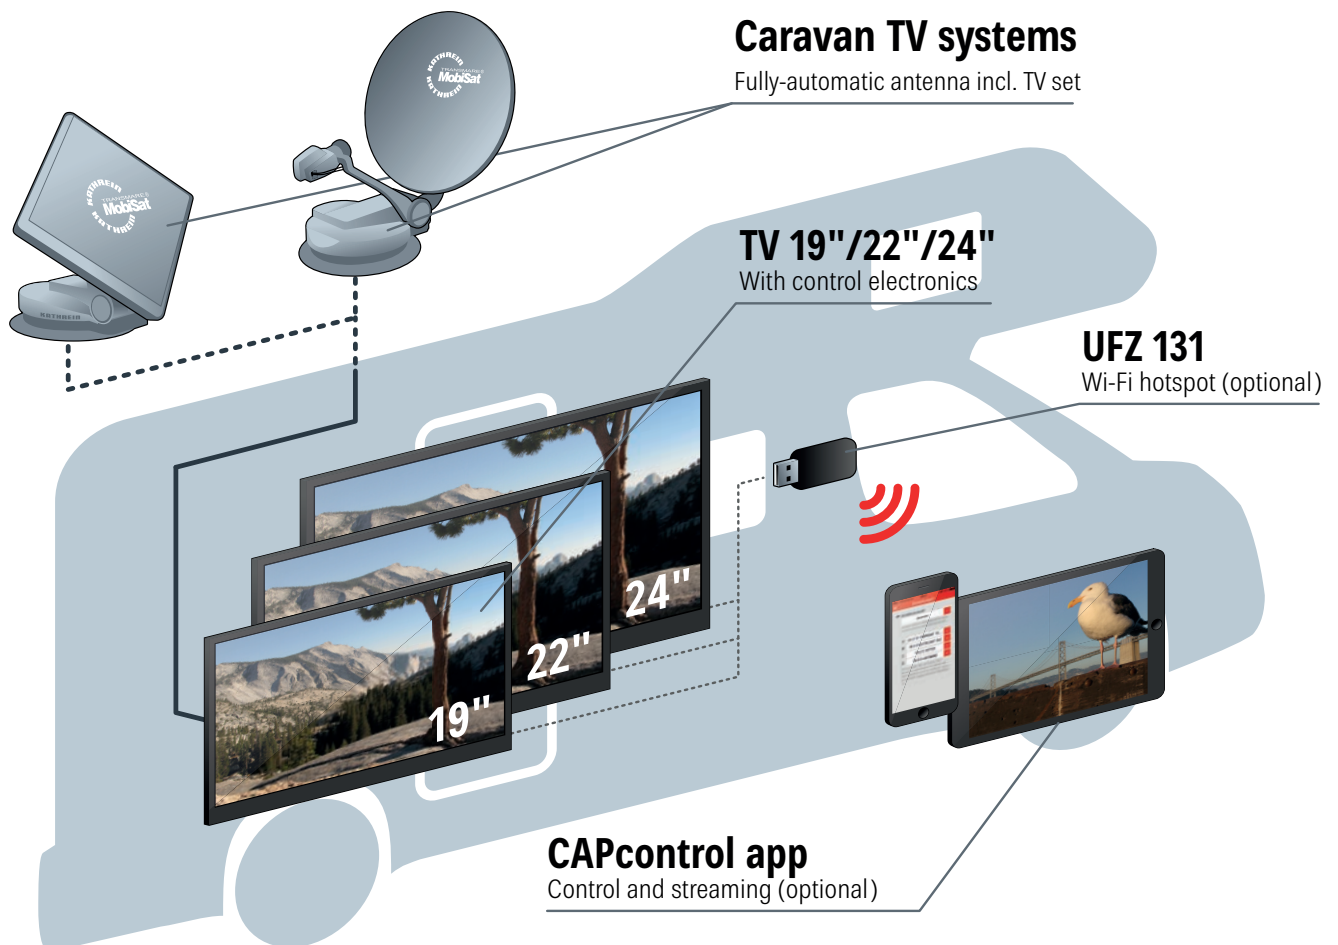 Caravan TV systems
Fully-automatic antenna incl. TV set
KATHREIN
TRANSMARE®
MobiSat
KATHREIN
KATHREIN
TRANSMARE®
MobiSat
KATHREIN
KATHREIN
TV 19"/22"/24"
With control electronics
UFZ 131
Wi-Fi hotspot (optional)
24"
22"
19"
CAPcontrol app
Control and streaming (optional)